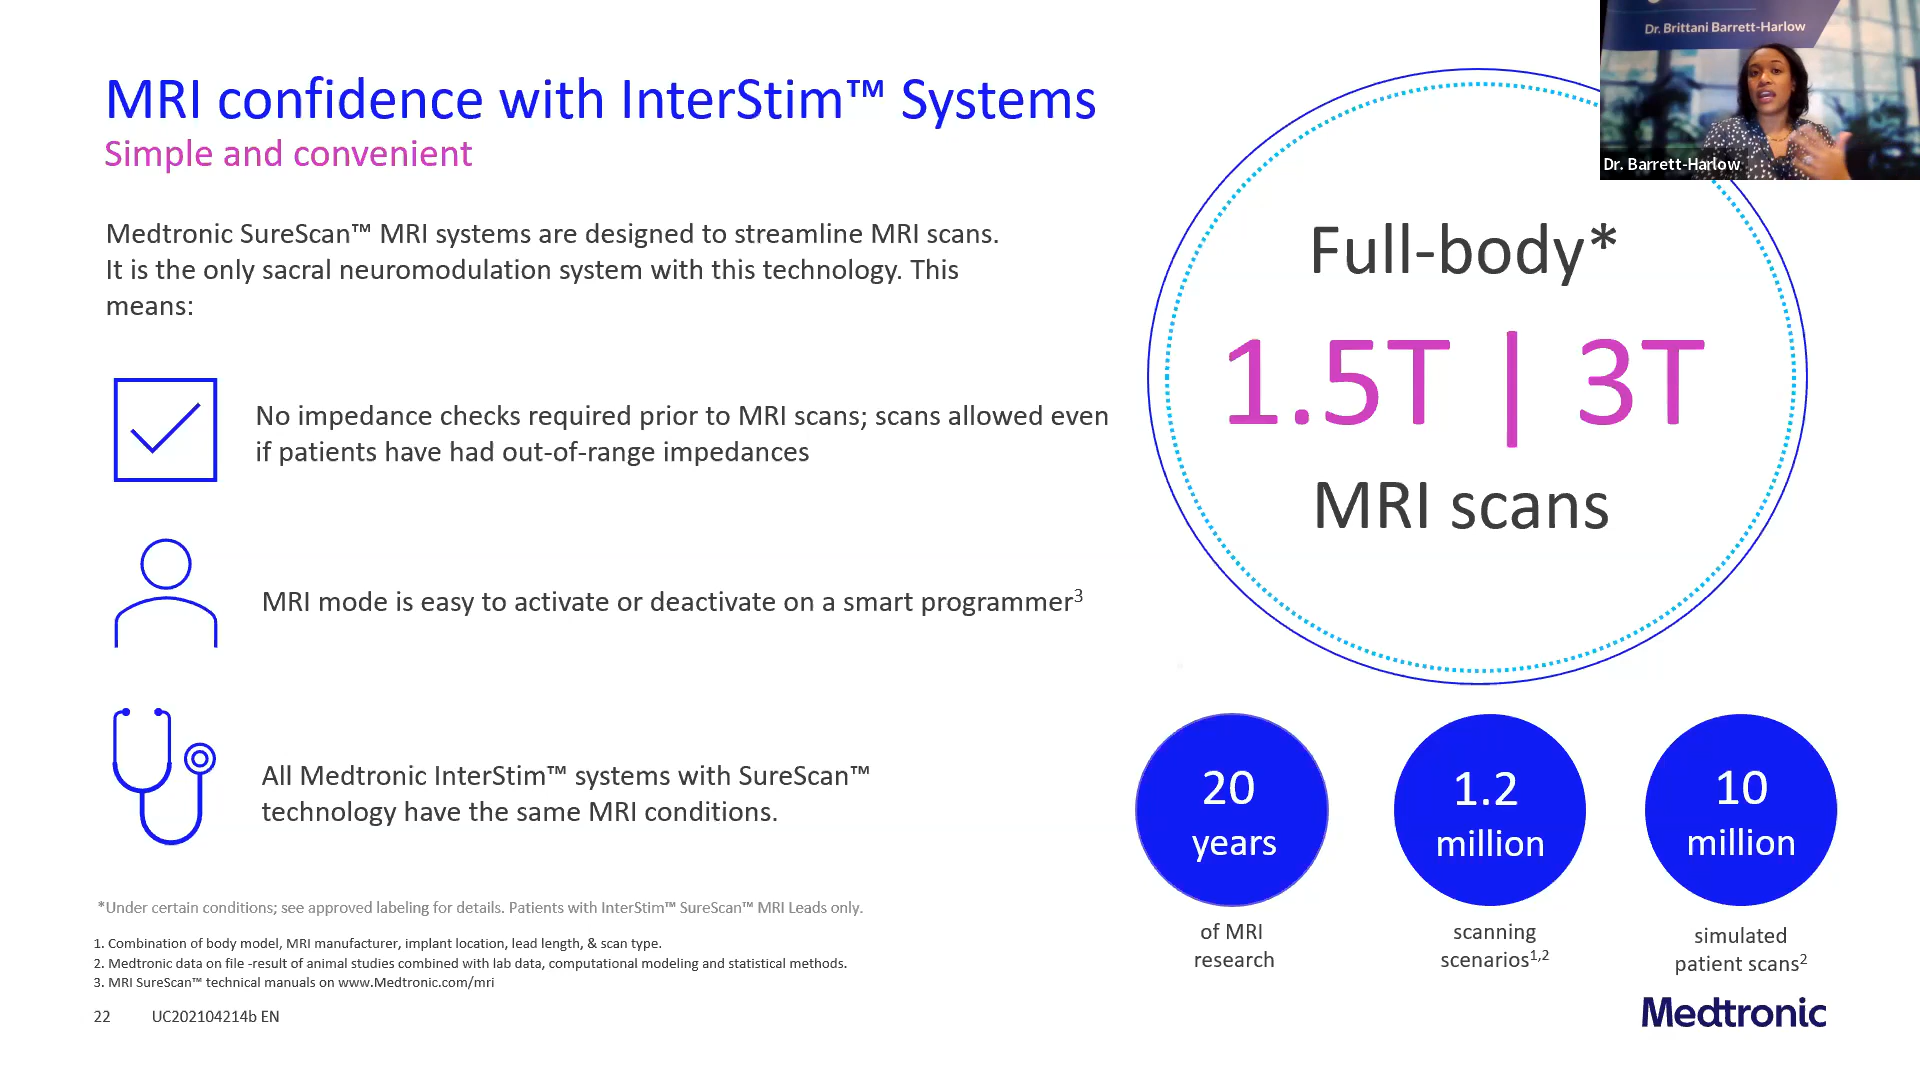 Dr. Brittani Barrett-Harlow
Dr. Barrett-Harlow
MRI confidence with InterStim™ Systems
Simple and convenient
Medtronic SureScan™ MRI systems are designed to streamline MRI scans.
It is the only sacral neuromodulation system with this technology. This
means:
No impedance checks required prior to MRI scans; scans allowed even
if patients have had out-of-range impedances
MRI mode is easy to activate or deactivate on a smart programmer³
All Medtronic InterStim™ systems with SureScan™
technology have the same MRI conditions.
Full-body*
1.5T | 3T
MRI scans
20
years
of MRI
research
1.2
million
scanning
scenarios¹,²
10
million
simulated
patient scans²
*Under certain conditions; see approved labeling for details. Patients with InterStim™ SureScan™ MRI Leads only.
1. Combination of body model, MRI manufacturer, implant location, lead length, & scan type.
2. Medtronic data on file -result of animal studies combined with lab data, computational modeling and statistical methods.
3. MRI SureScan™ technical manuals on www.Medtronic.com/mri
22 UC202104214b EN
Medtronic